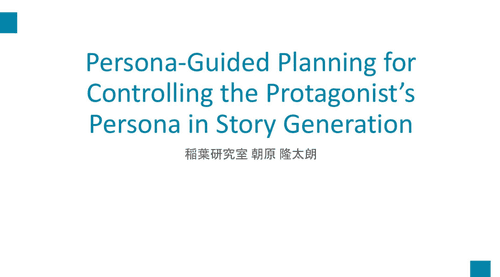 Persona-Guided Planning for
Controlling the Protagonist’s
Persona in Story Generation
稲葉研究室 朝原 隆太朗